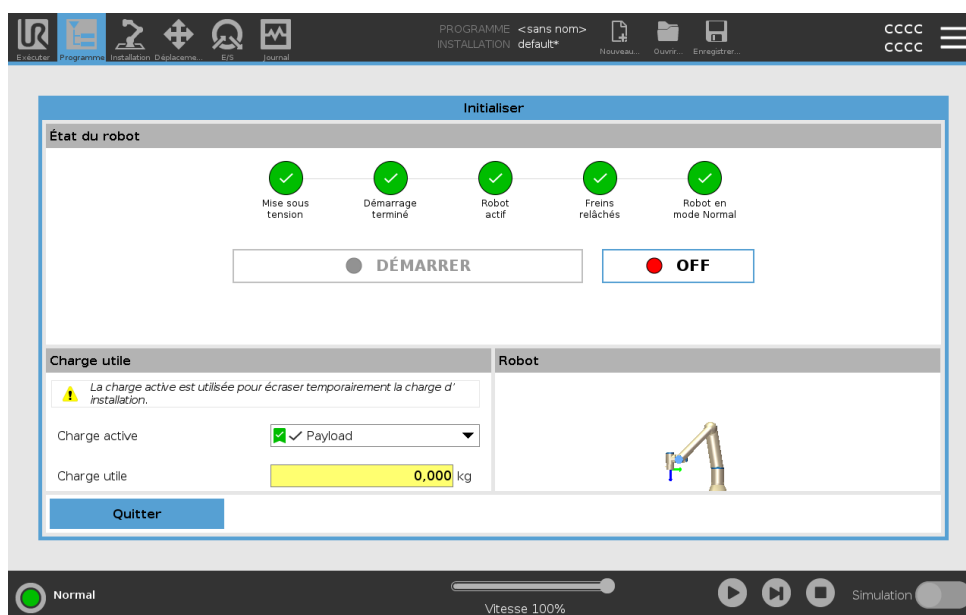 PROGRAMME <sans nom>
INSTALLATION default*
cccc
cccc
Exécuter Programme Installation Déplaceme... E/S Journal
Nouveau... Ouvrir... Enregistrer...
Initialiser
État du robot
Mise sous tension
Démarrage terminé
Robot actif
Freins relâchés
Robot en mode Normal
DÉMARRER
OFF
Charge utile
Robot
La charge active est utilisée pour écraser temporairement la charge d'
installation.
Charge active
Payload
Charge utile
0,000 kg
Quitter
Normal
Vitesse 100%
Simulation